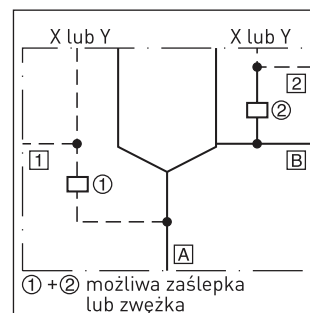 X lub Y X lub Y
2
②
1
B
①
A
① + ② możliwa zaślepka
lub zwężka